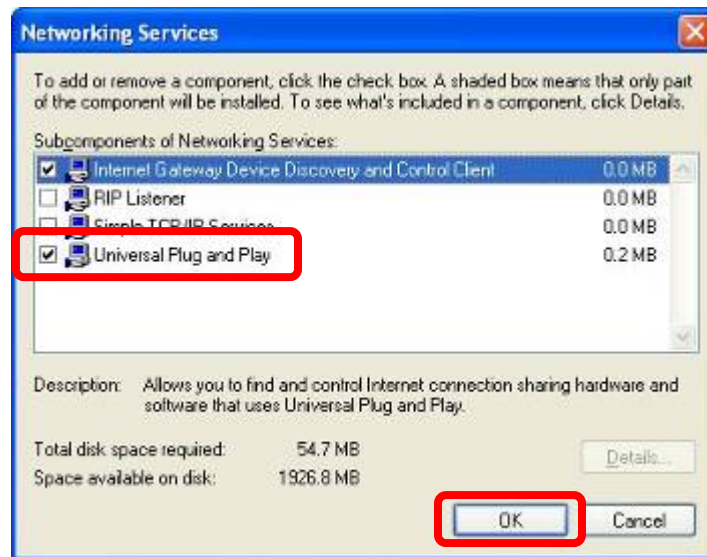 Networking Services
To add or remove a component, click the check box. A shaded box means that only part
of the component will be installed. To see what's included in a component, click Details.
Subcomponents of Networking Services:
Internet Gateway Device Discovery and Control Client 0.0 MB
RIP Listener 0.0 MB
Simple TCP/IP Services 0.0 MB
Universal Plug and Play 0.2 MB
Description: Allows you to find and control Internet connection sharing hardware and
software that uses Universal Plug and Play.
Total disk space required: 54.7 MB
Details...
Space available on disk: 1926.8 MB
OK Cancel